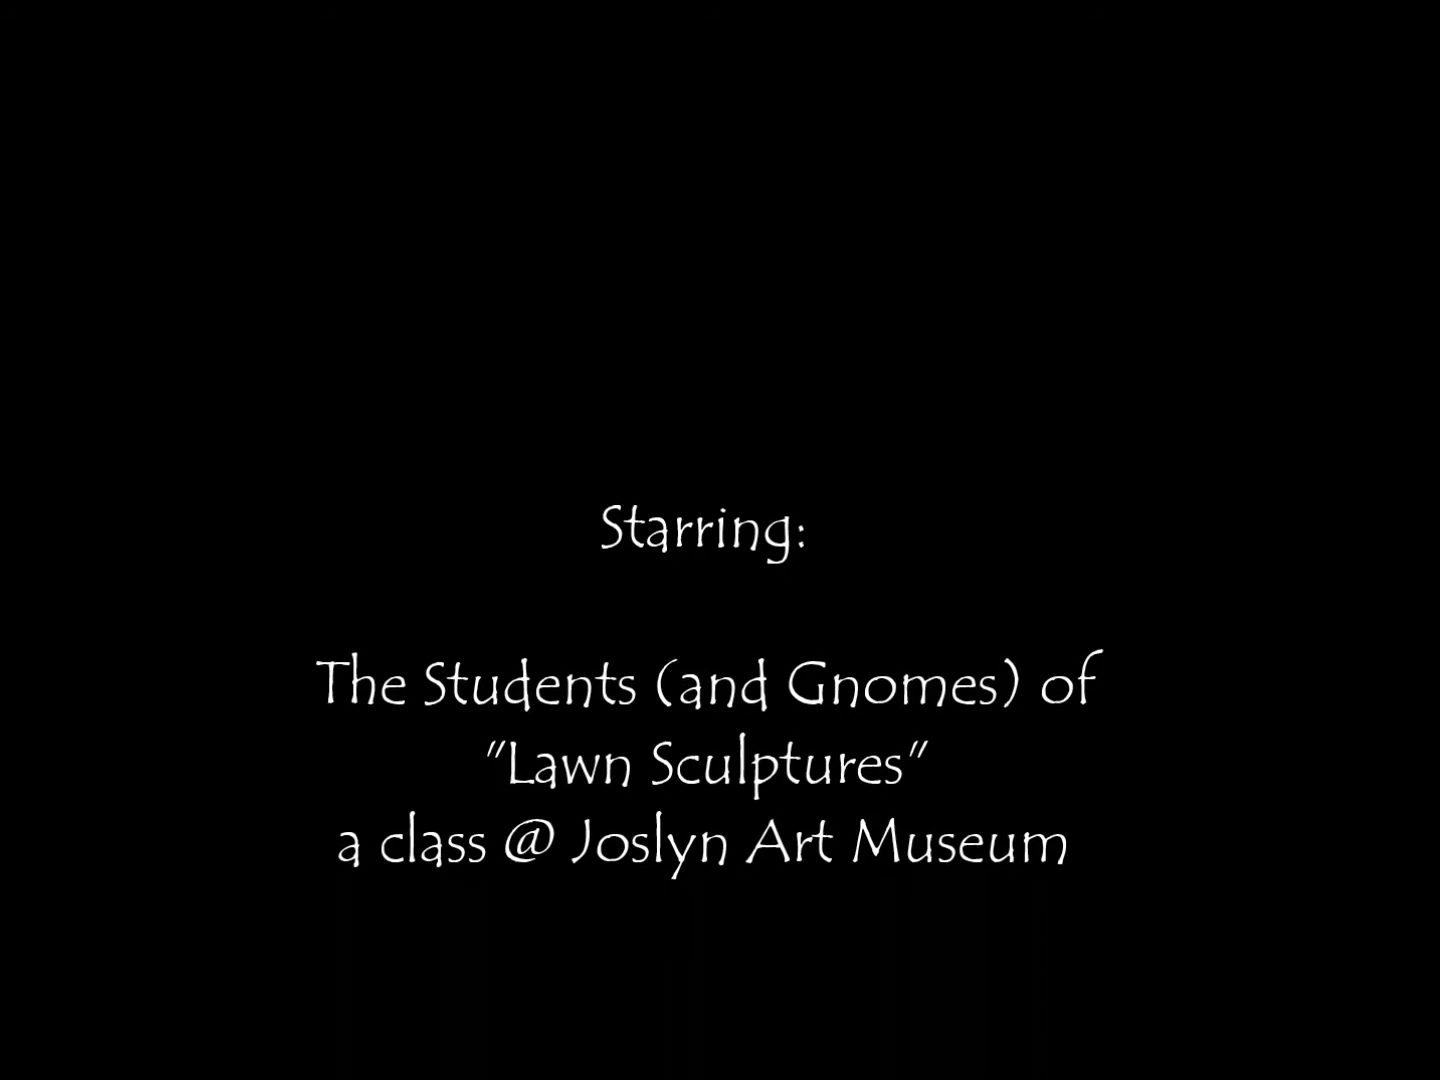 Starring:
The Students (and Gnomes) of
"Lawn Sculptures"
a class @ Joslyn Art Museum